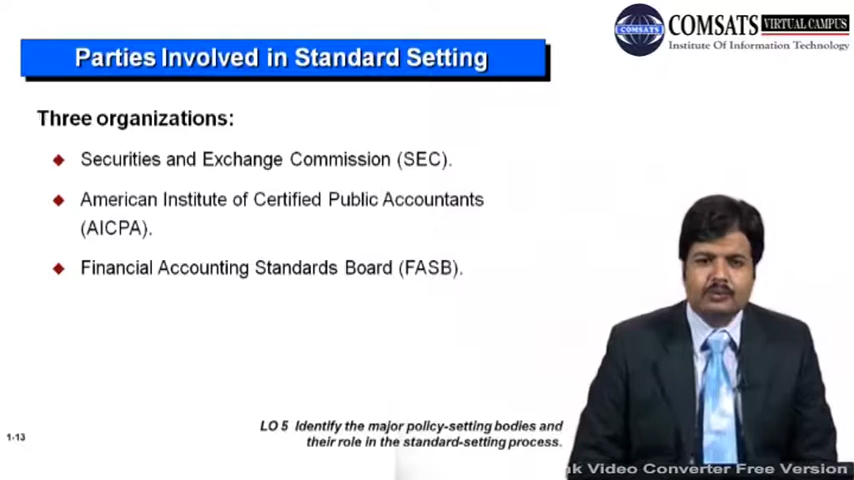 COMSATS VIRTUAL CAMPUS
COMSATS
Institute Of Information Technology
Parties Involved in Standard Setting
Three organizations:
Securities and Exchange Commission (SEC).
American Institute of Certified Public Accountants
(AICPA).
Financial Accounting Standards Board (FASB).
LO 5 Identify the major policy-setting bodies and
their role in the standard-setting process.
1-13
Video Converter Free Version